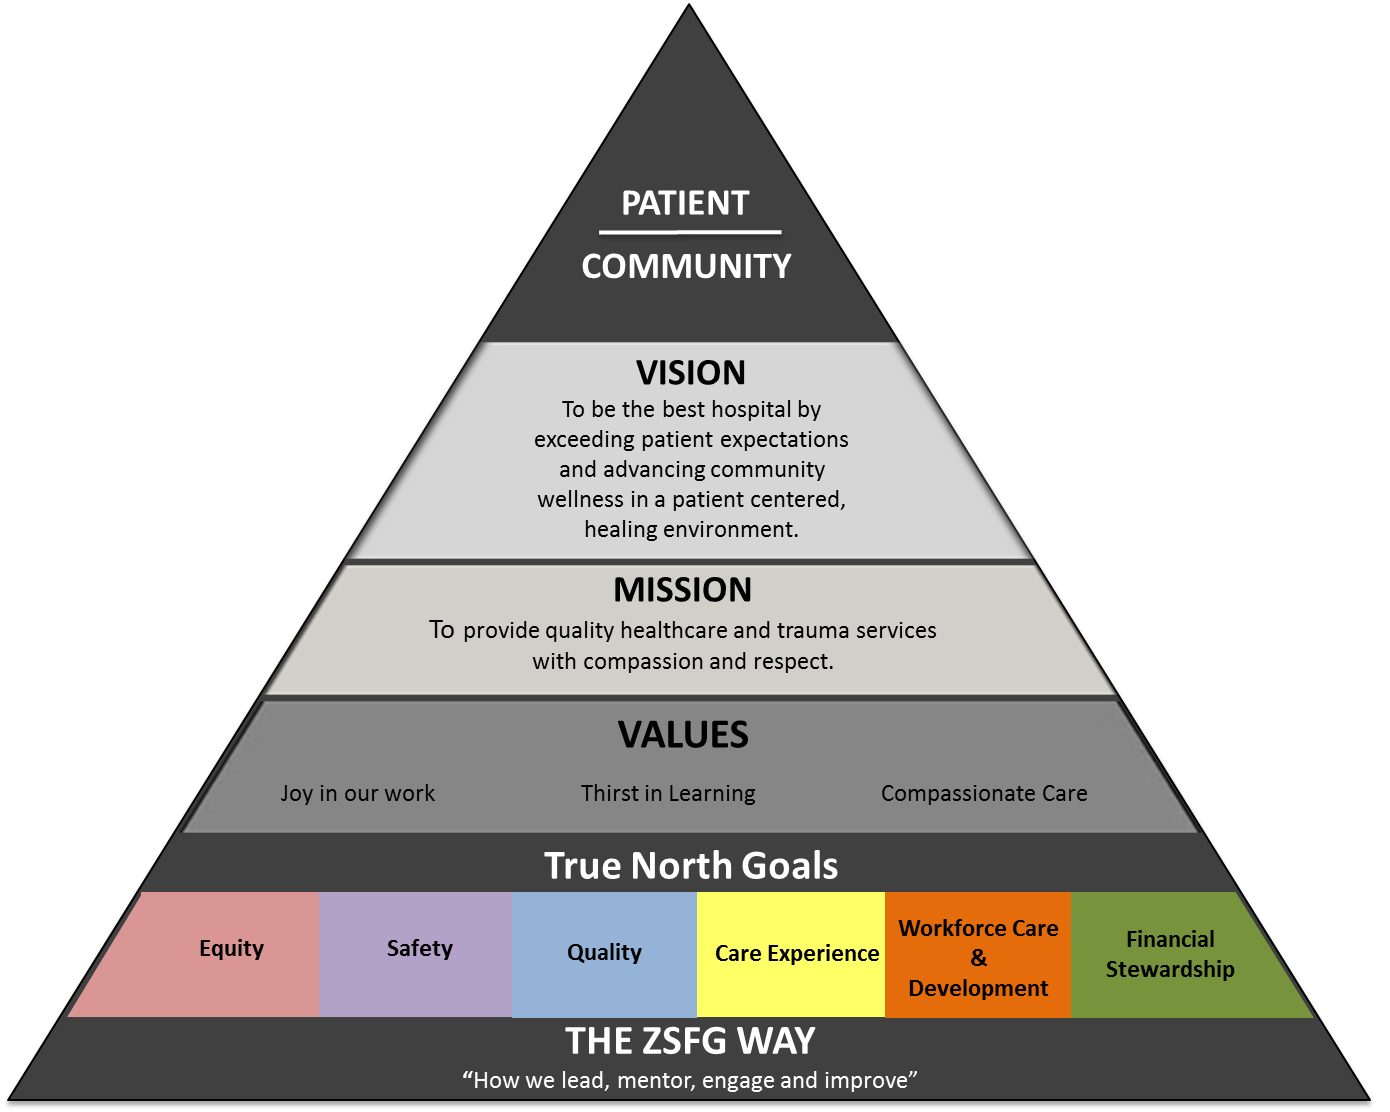 PATIENT
COMMUNITY
VISION
To be the best hospital by
exceeding patient expectations
and advancing community
wellness in a patient centered,
healing environment.
MISSION
To provide quality healthcare and trauma services
with compassion and respect.
VALUES
Joy in our work
Thirst in Learning
Compassionate Care
True North Goals
Equity
Safety
Quality
Care Experience
Workforce Care
&
Development
Financial
Stewardship
THE ZSFG WAY
“How we lead, mentor, engage and improve”